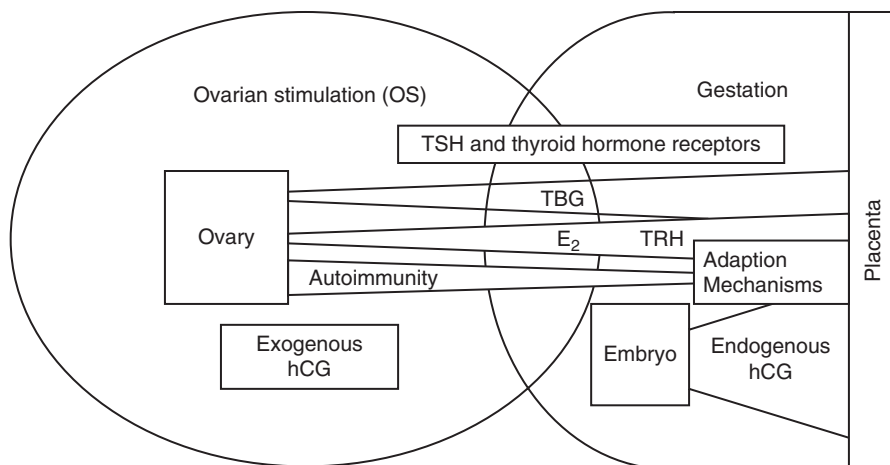 Ovarian stimulation (OS)
Gestation
TSH and thyroid hormone receptors
TBG
Ovary
E₂
TRH
Placenta
Adaption
Mechanisms
Autoimmunity
Exogenous
hCG
Embryo
Endogenous
hCG